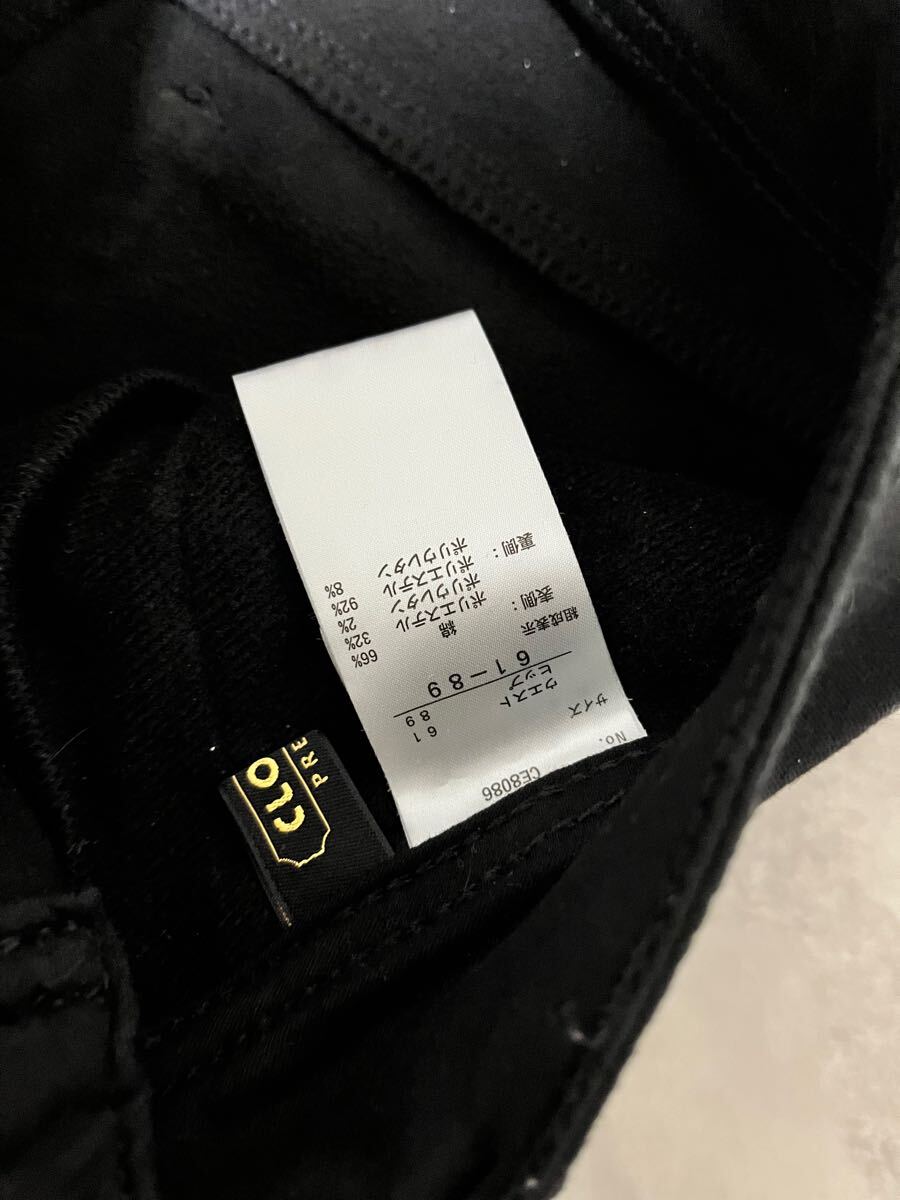 No. CE8086
サイズ
ウエスト 61
ヒップ 89
61-89
組成表示
表側: 綿 66%
ポリエステル 32%
ポリウレタン 2%
裏側: ポリエステル 92%
ポリウレタン 8%
CLO
PRE